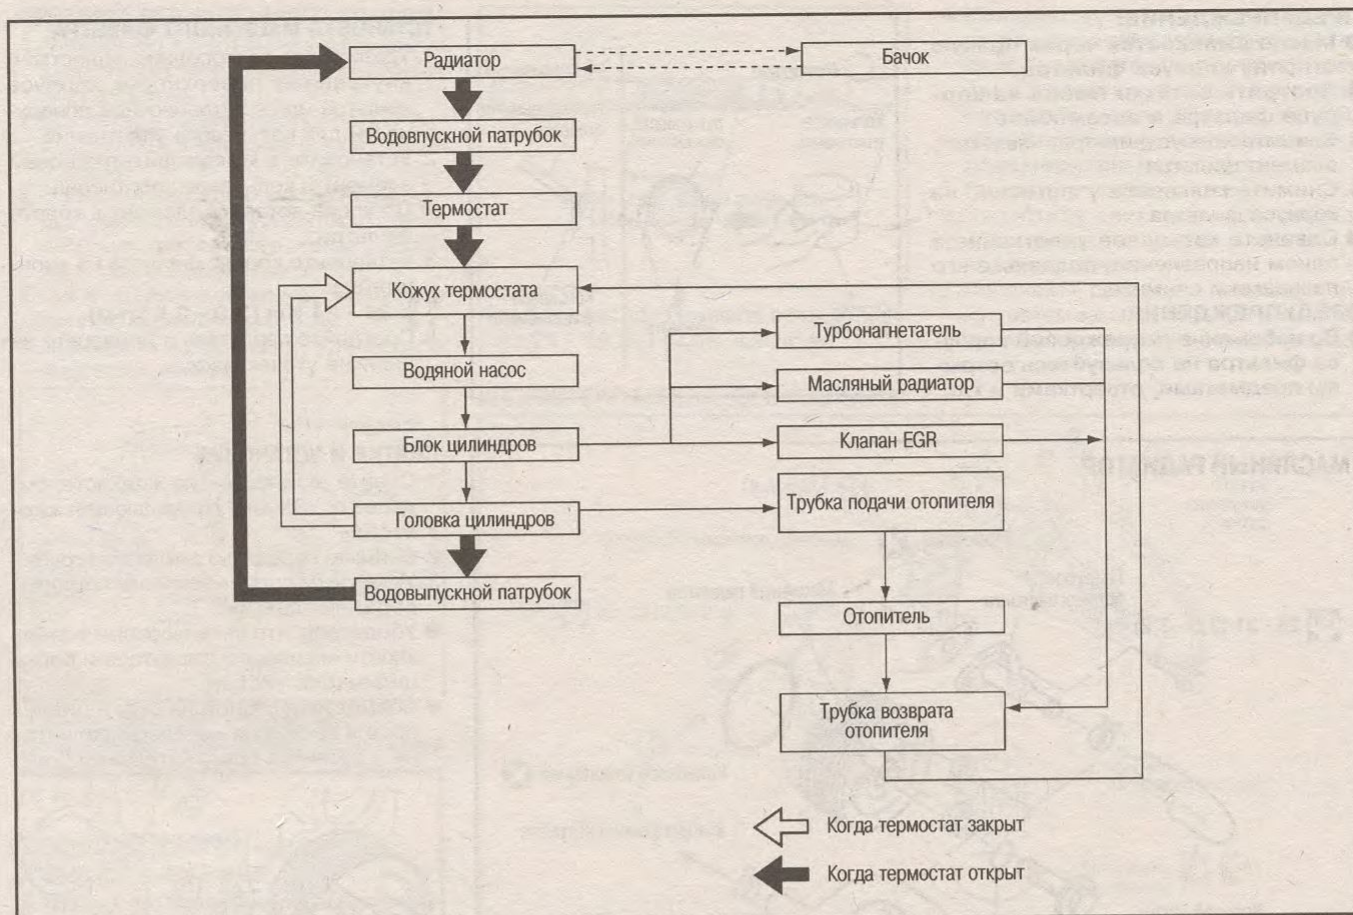 Радиатор
Бачок
Водовпускной патрубок
Термостат
Кожух термостата
Турбонагнетатель
Водяной насос
Масляный радиатор
Блок цилиндров
Клапан EGR
Головка цилиндров
Трубка подачи отопителя
Водовыпускной патрубок
Отопитель
Трубка возврата
отопителя
Когда термостат закрыт
Когда термостат открыт